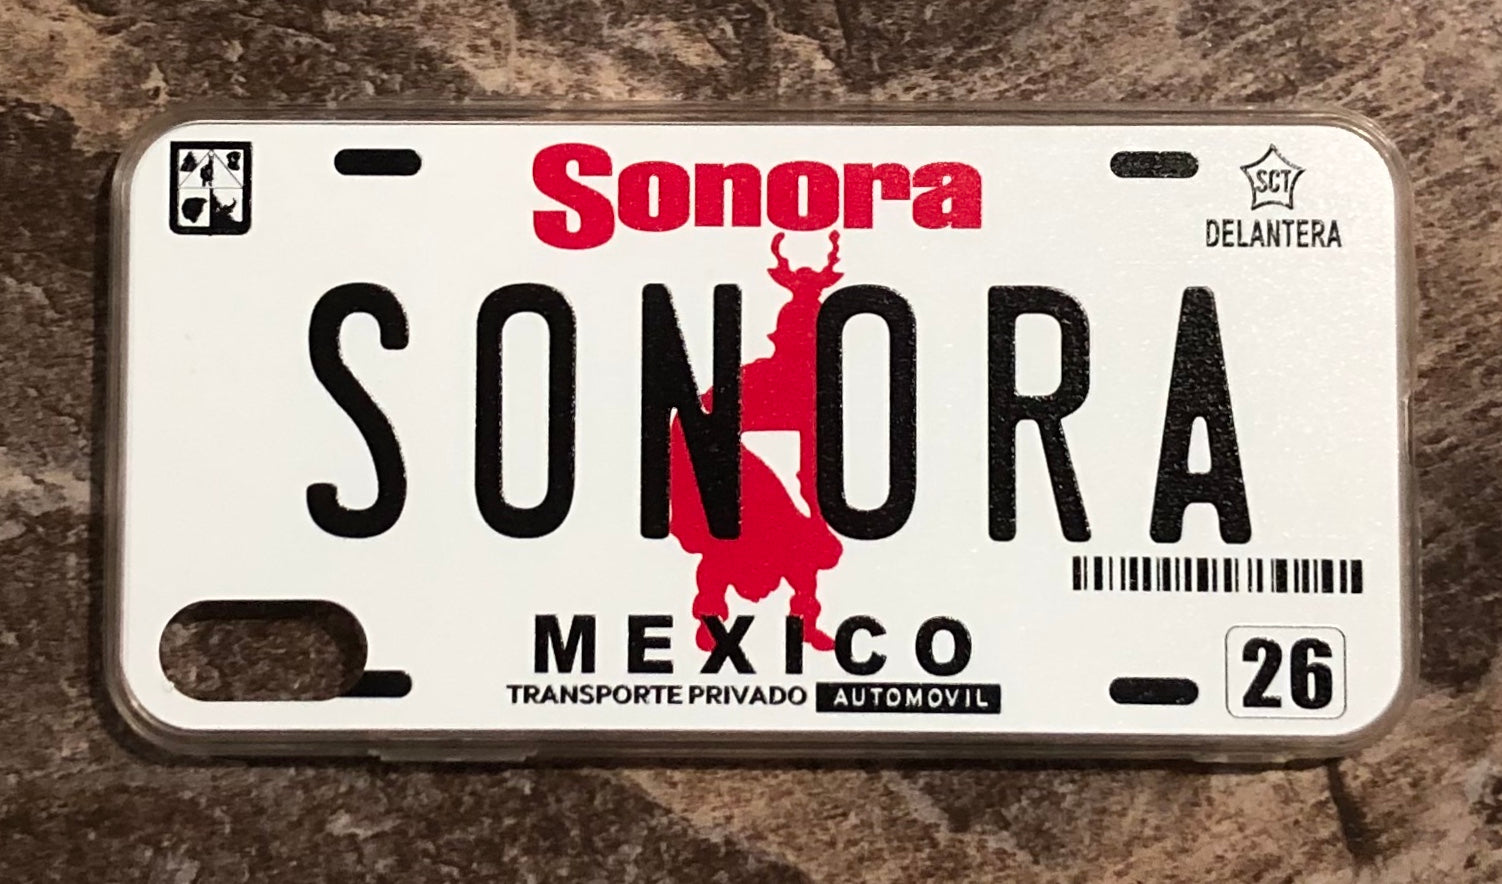 Sonora
SCT
DELANTERA
SONORA
MEXICO
TRANSPORTE PRIVADO AUTOMOVIL
26